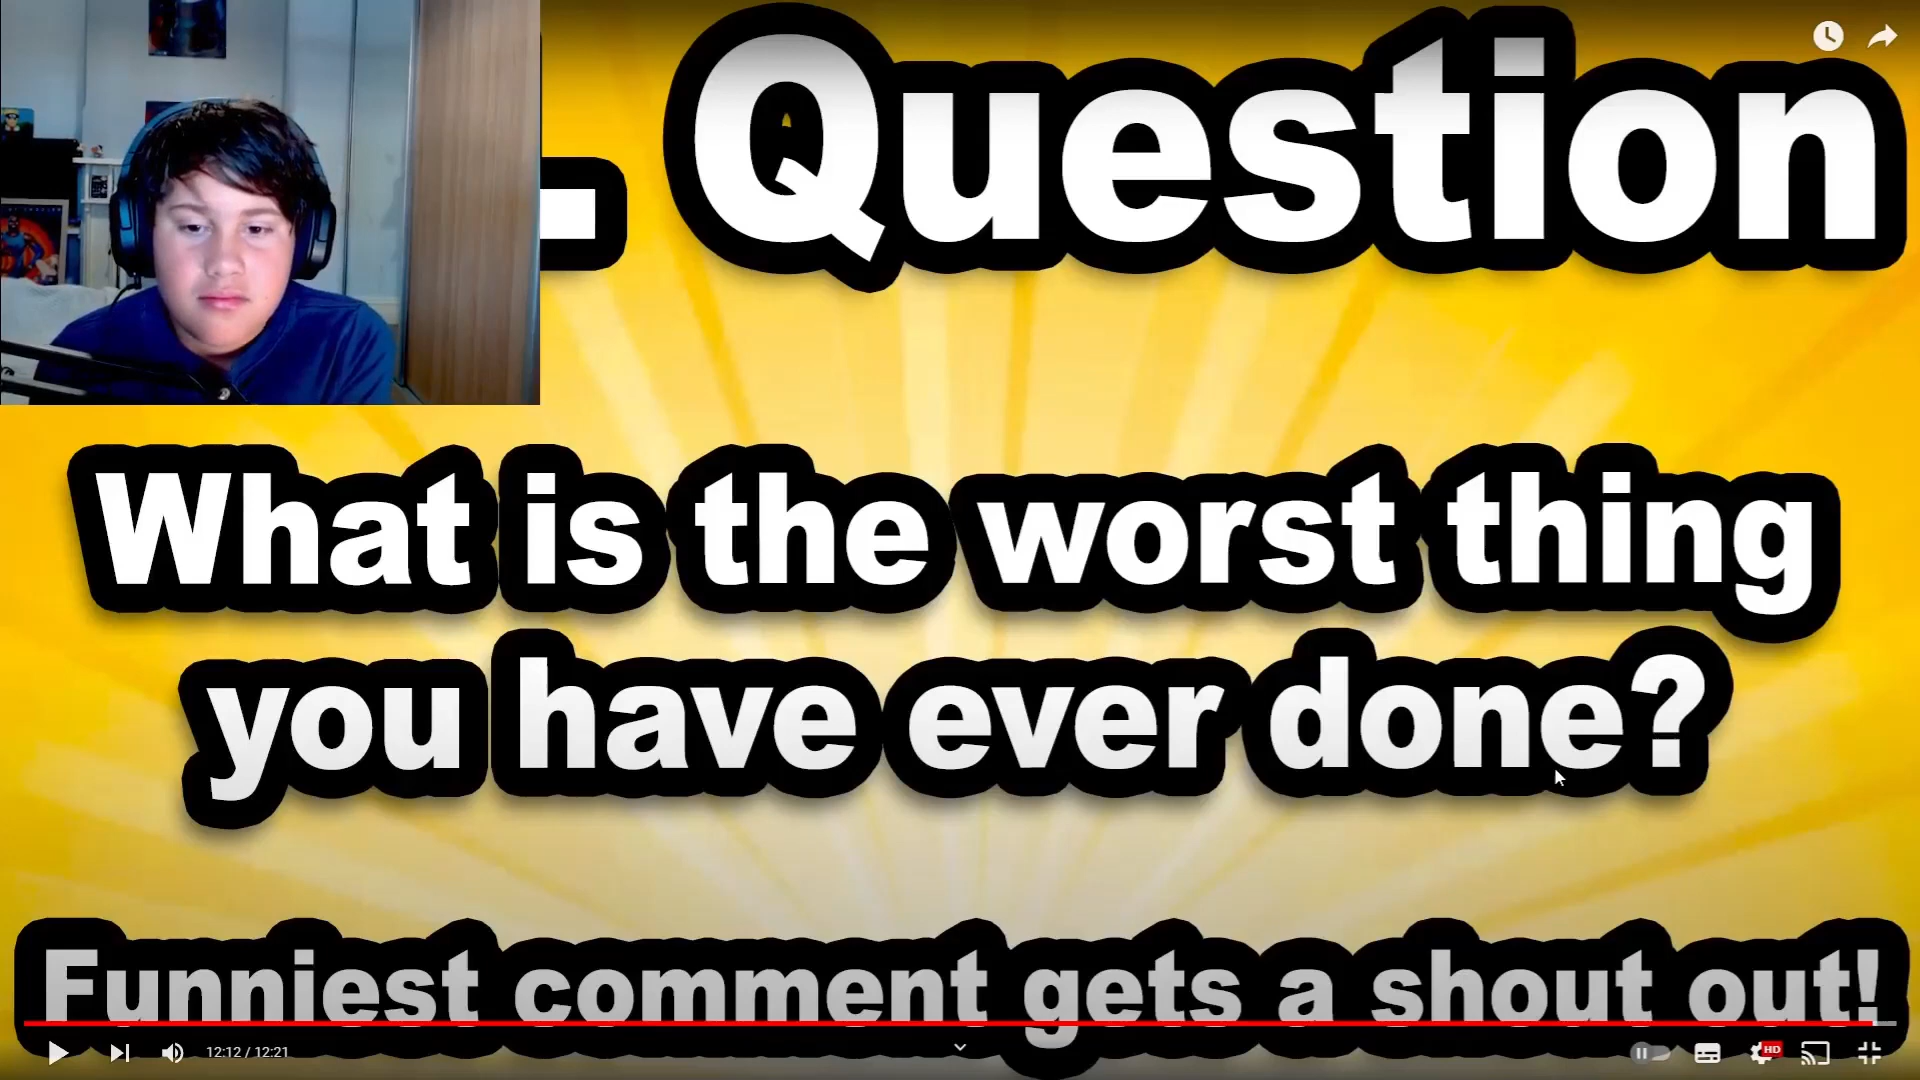 Question
What is the worst thing
you have ever done?
Funniest comment gets a shout out!
12:12 / 12:21
HD